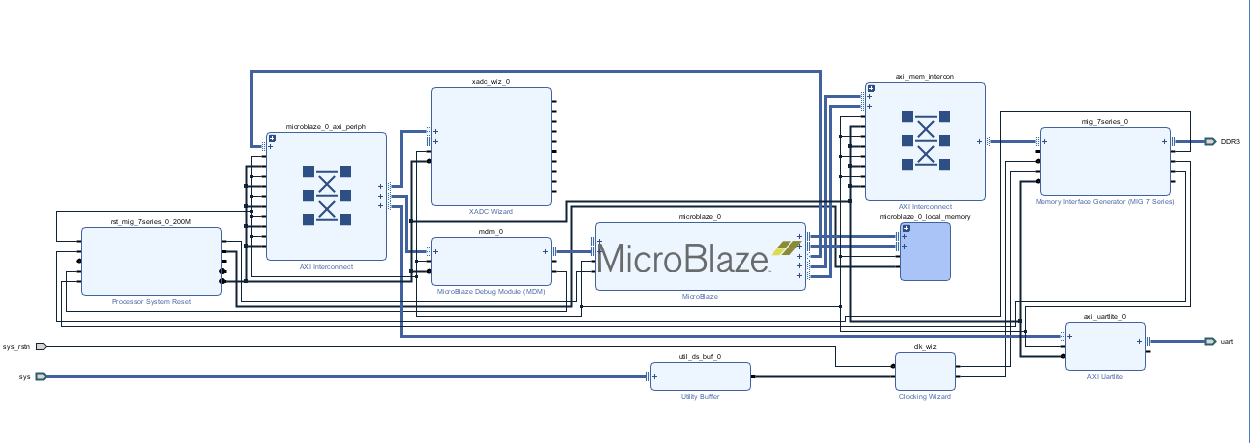 axi_mem_intercon
xadc_wiz_0
mig_7series_0
microblaze_0_axi_periph
DDR3
AXI Interconnect
Memory Interface Generator (MIG 7 Series)
XADC Wizard
microblaze_0
microblaze_0_local_memory
rst_mig_7series_0_200M
mdm_0
MicroBlaze
AXI Interconnect
MicroBlaze Debug Module (MDM)
MicroBlaze
Processor System Reset
axi_uartlite_0
uart
sys_rstn
clk_wiz
util_ds_buf_0
sys
AXI Uartlite
Utility Buffer
Clocking Wizard